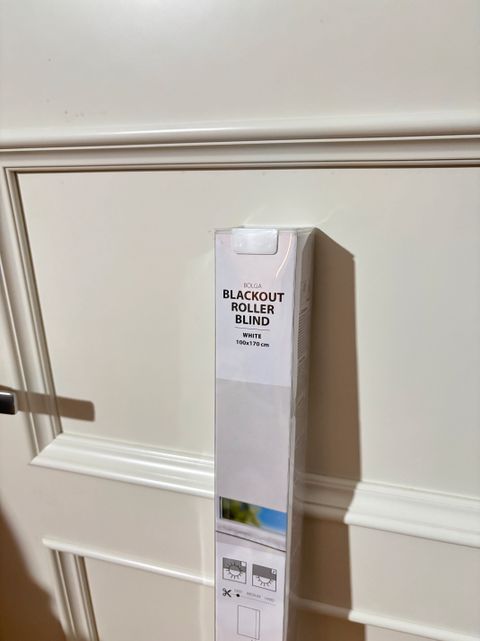 BOLGA
BLACKOUT
ROLLER
BLIND
WHITE
100x170 cm